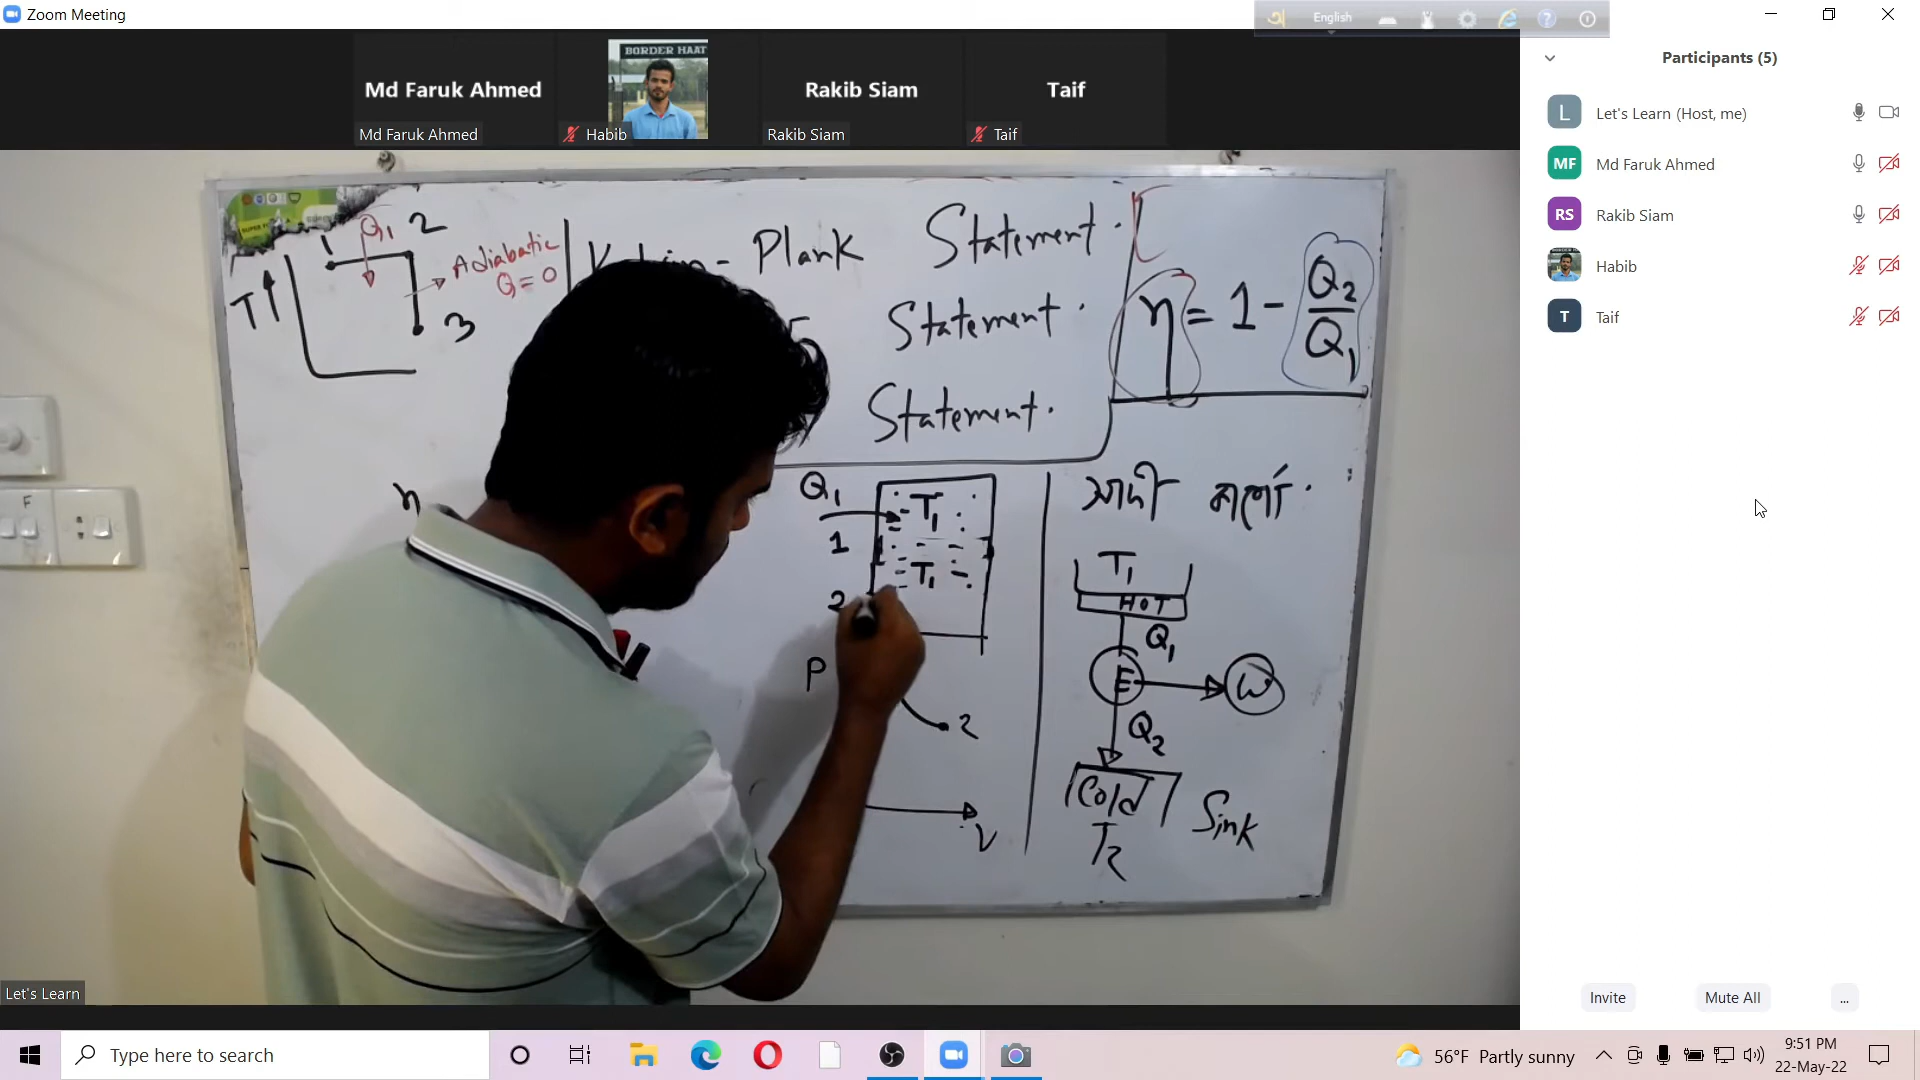 Zoom Meeting
English
Md Faruk Ahmed
Md Faruk Ahmed
BORDER HAAT
Habib
Rakib Siam
Rakib Siam
Taif
Taif
Participants (5)
L Let's Learn (Host, me)
MF Md Faruk Ahmed
RS Rakib Siam
Habib
T Taif
T
1
Q1
2
3
Adiabatic
Q = 0
Plank Statement.
Statement.
Statement.
η = 1 - Q2/Q1
η
Q1
1
2
T1
T1
P
2
V
T1
HOT
Q1
E
W
Q2
Cold
T2
Sink
F
Let's Learn
Invite
Mute All
...
Type here to search
56°F Partly sunny
9:51 PM
22-May-22